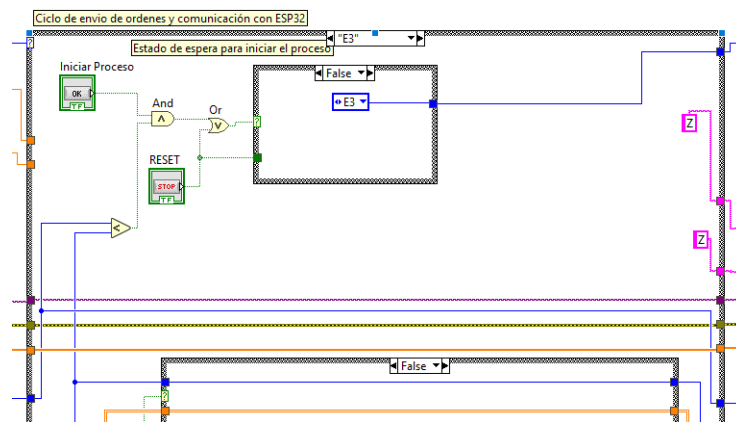 Ciclo de envio de ordenes y comunicación con ESP32
"E3"
Estado de espera para iniciar el proceso
Iniciar Proceso
OK
TF
And
Or
False
E3
?
?
RESET
STOP
TF
Z
Z
False
?